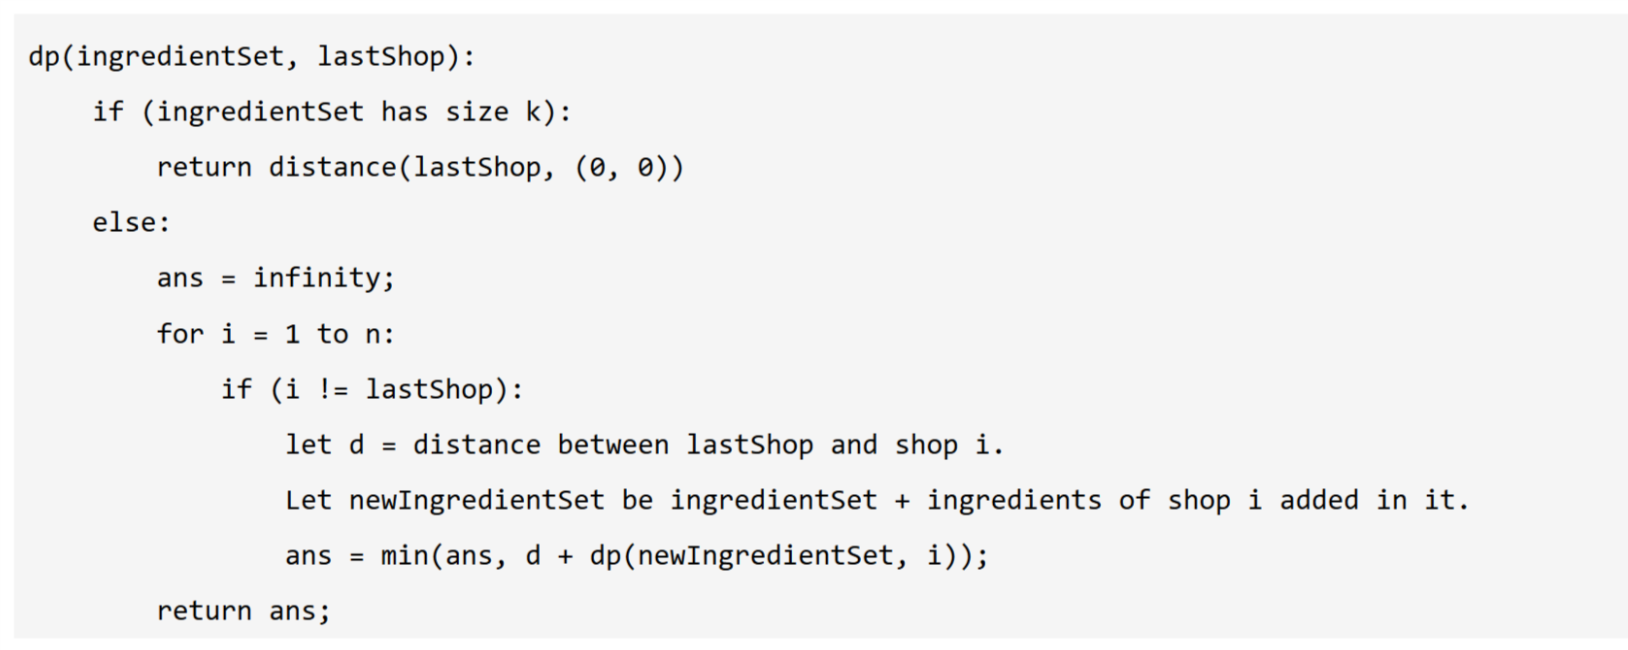 dp(ingredientSet, lastShop):
    if (ingredientSet has size k):
        return distance(lastShop, (0, 0))
    else:
        ans = infinity;
        for i = 1 to n:
            if (i != lastShop):
                let d = distance between lastShop and shop i.
                Let newIngredientSet be ingredientSet + ingredients of shop i added in it.
                ans = min(ans, d + dp(newIngredientSet, i));
        return ans;